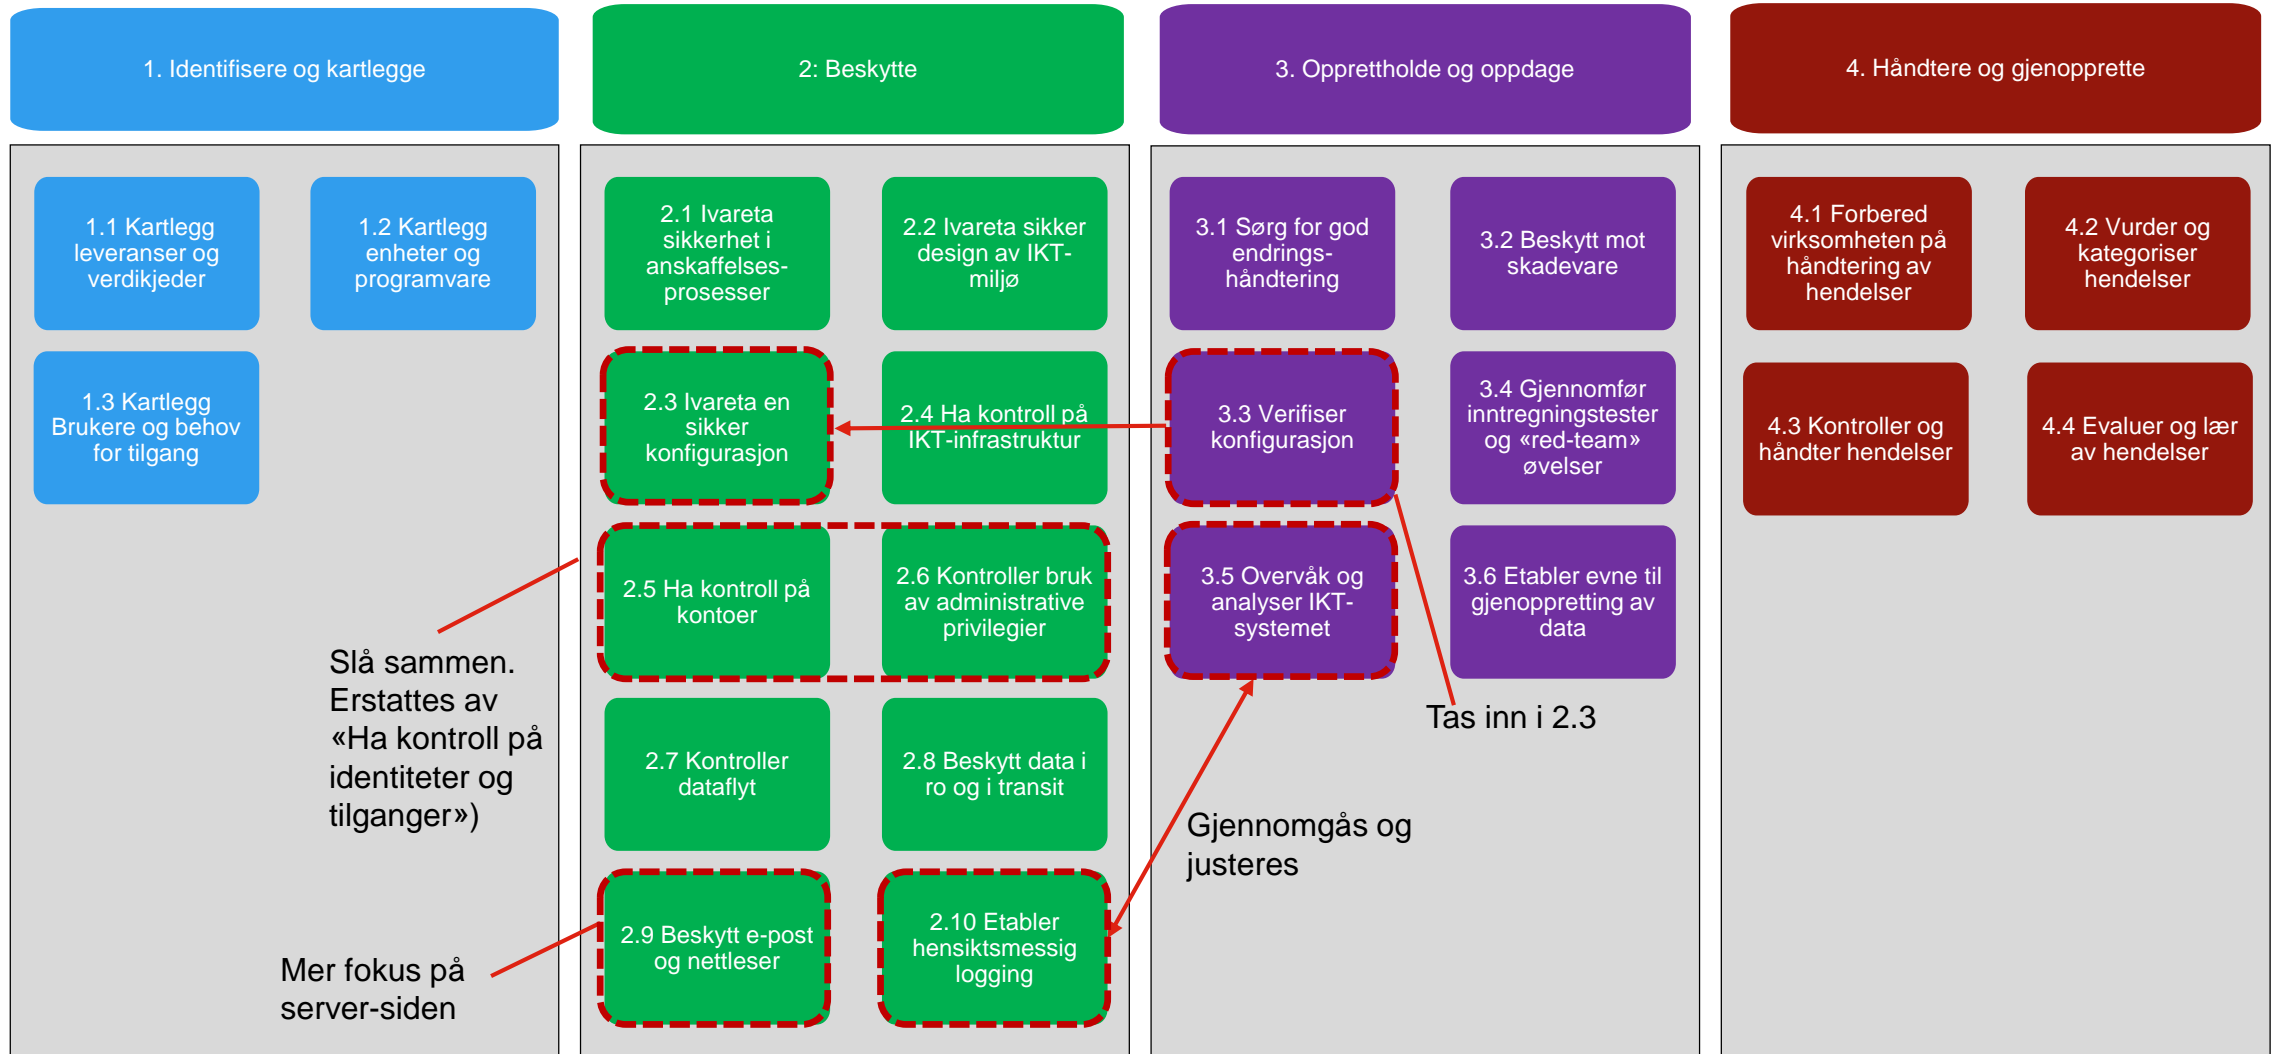 1. Identifisere og kartlegge
2: Beskytte
3. Opprettholde og oppdage
4. Håndtere og gjenopprette
1.1 Kartlegg
leveranser og
verdikjeder
1.2 Kartlegg
enheter og
programvare
1.3 Kartlegg
Brukere og behov
for tilgang
Slå sammen.
Erstattes av
«Ha kontroll på
identiteter og
tilganger»)
Mer fokus på
server-siden
2.1 Ivareta
sikkerhet i
anskaffelses-
prosesser
2.2 Ivareta sikker
design av IKT-
miljø
2.3 Ivareta en
sikker
konfigurasjon
2.4 Ha kontroll på
IKT-infrastruktur
2.5 Ha kontroll på
kontoer
2.6 Kontroller bruk
av administrative
privilegier
2.7 Kontroller
dataflyt
2.8 Beskytt data i
ro og i transit
2.9 Beskytt e-post
og nettleser
2.10 Etabler
hensiktsmessig
logging
3.1 Sørg for god
endrings-
håndtering
3.2 Beskytt mot
skadevare
3.3 Verifiser
konfigurasjon
3.4 Gjennomfør
inntregningstester
og «red-team»
øvelser
3.5 Overvåk og
analyser IKT-
systemet
3.6 Etabler evne til
gjenoppretting av
data
Tas inn i 2.3
Gjennomgås og
justeres
4.1 Forbered
virksomheten på
håndtering av
hendelser
4.2 Vurder og
kategoriser
hendelser
4.3 Kontroller og
håndter hendelser
4.4 Evaluer og lær
av hendelser